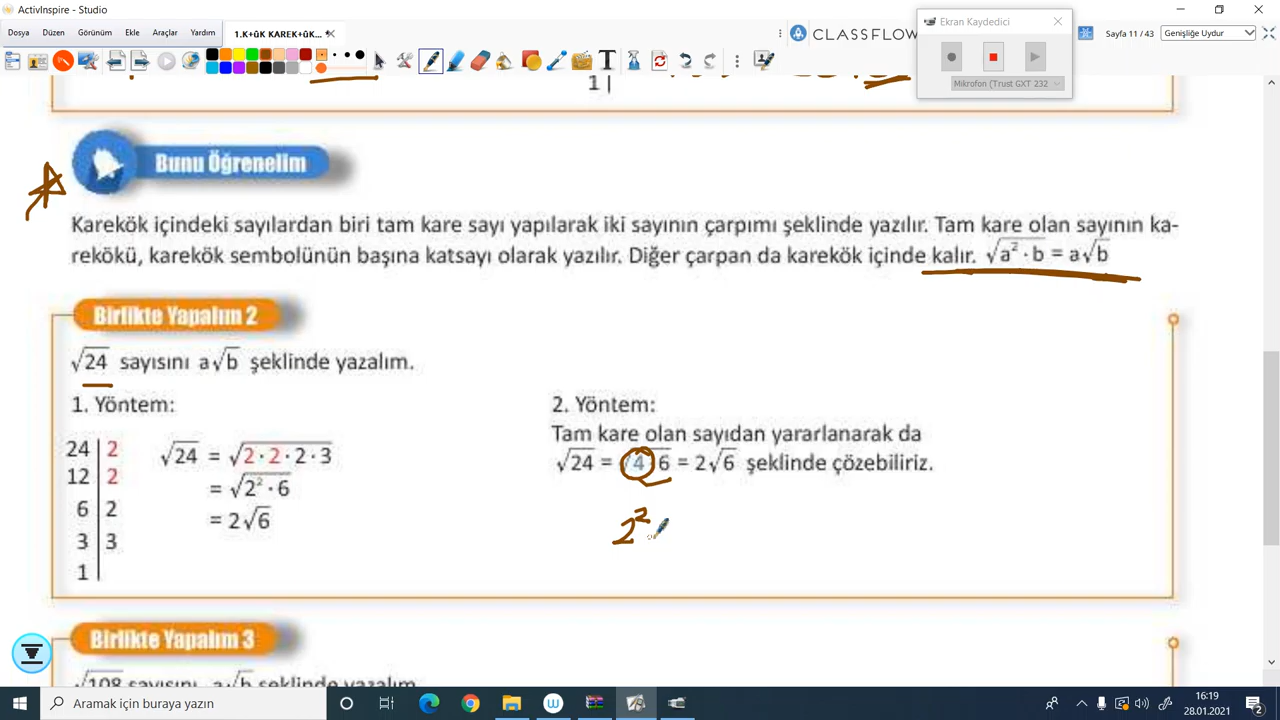 ActivInspire - Studio
Dosya Düzen Görünüm Ekle Araçlar Yardım
CLASSFLOW
Sayfa 11 / 43
Genişliğe Uydur
Ekran Kaydedici
Mikrofon (Trust GXT 232
1
Bunu Öğrenelim
Karekök içindeki sayılardan biri tam kare sayı yapılarak iki sayının çarpımı şeklinde yazılır. Tam kare olan sayının ka-
rekökü, karekök sembolünün başına katsayı olarak yazılır. Diğer çarpan da karekök içinde kalır. √a² · b = a√b
Birlikte Yapalım 2
√24 sayısını a√b şeklinde yazalım.
1. Yöntem:
24 | 2
12 | 2
6 | 2
3 | 3
1
√24 = √2 · 2 · 2 · 3
= √2² · 6
= 2√6
2. Yöntem:
Tam kare olan sayıdan yararlanarak da
√24 = √4 · 6 = 2√6 şeklinde çözebiliriz.
2²
Birlikte Yapalım 3
√108 sayısını a√b şeklinde yazalım
Aramak için buraya yazın
16:19
28.01.2021
2